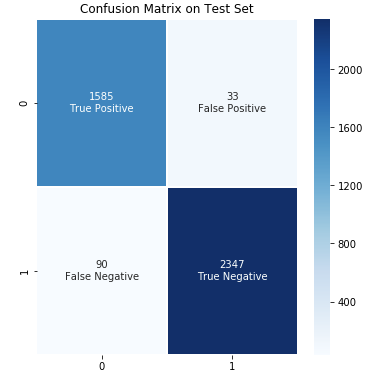 Confusion Matrix on Test Set
1585
True Positive
33
False Positive
90
False Negative
2347
True Negative
0
1
0
1
2000
1600
1200
800
400